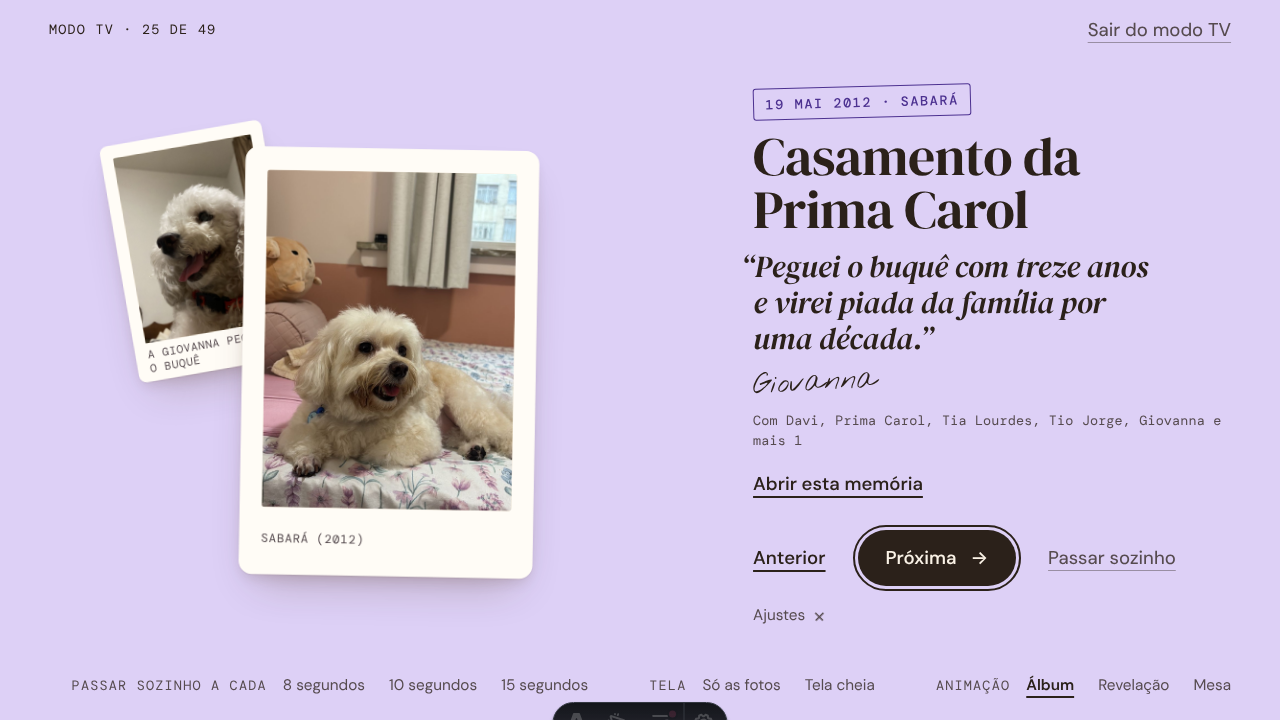 MODO TV · 25 DE 49
Sair do modo TV
19 MAI 2012 · SABARÁ
Casamento da
Prima Carol
“Peguei o buquê com treze anos
e virei piada da família por
uma década.”
Giovanna
Com Davi, Prima Carol, Tia Lourdes, Tio Jorge, Giovanna e
mais 1
Abrir esta memória
A GIOVANNA
O BUQUÊ
SABARÁ (2012)
Anterior
Próxima →
Passar sozinho
Ajustes ×
PASSAR SOZINHO A CADA 8 segundos 10 segundos 15 segundos
TELA Só as fotos Tela cheia
ANIMAÇÃO Álbum Revelação Mesa